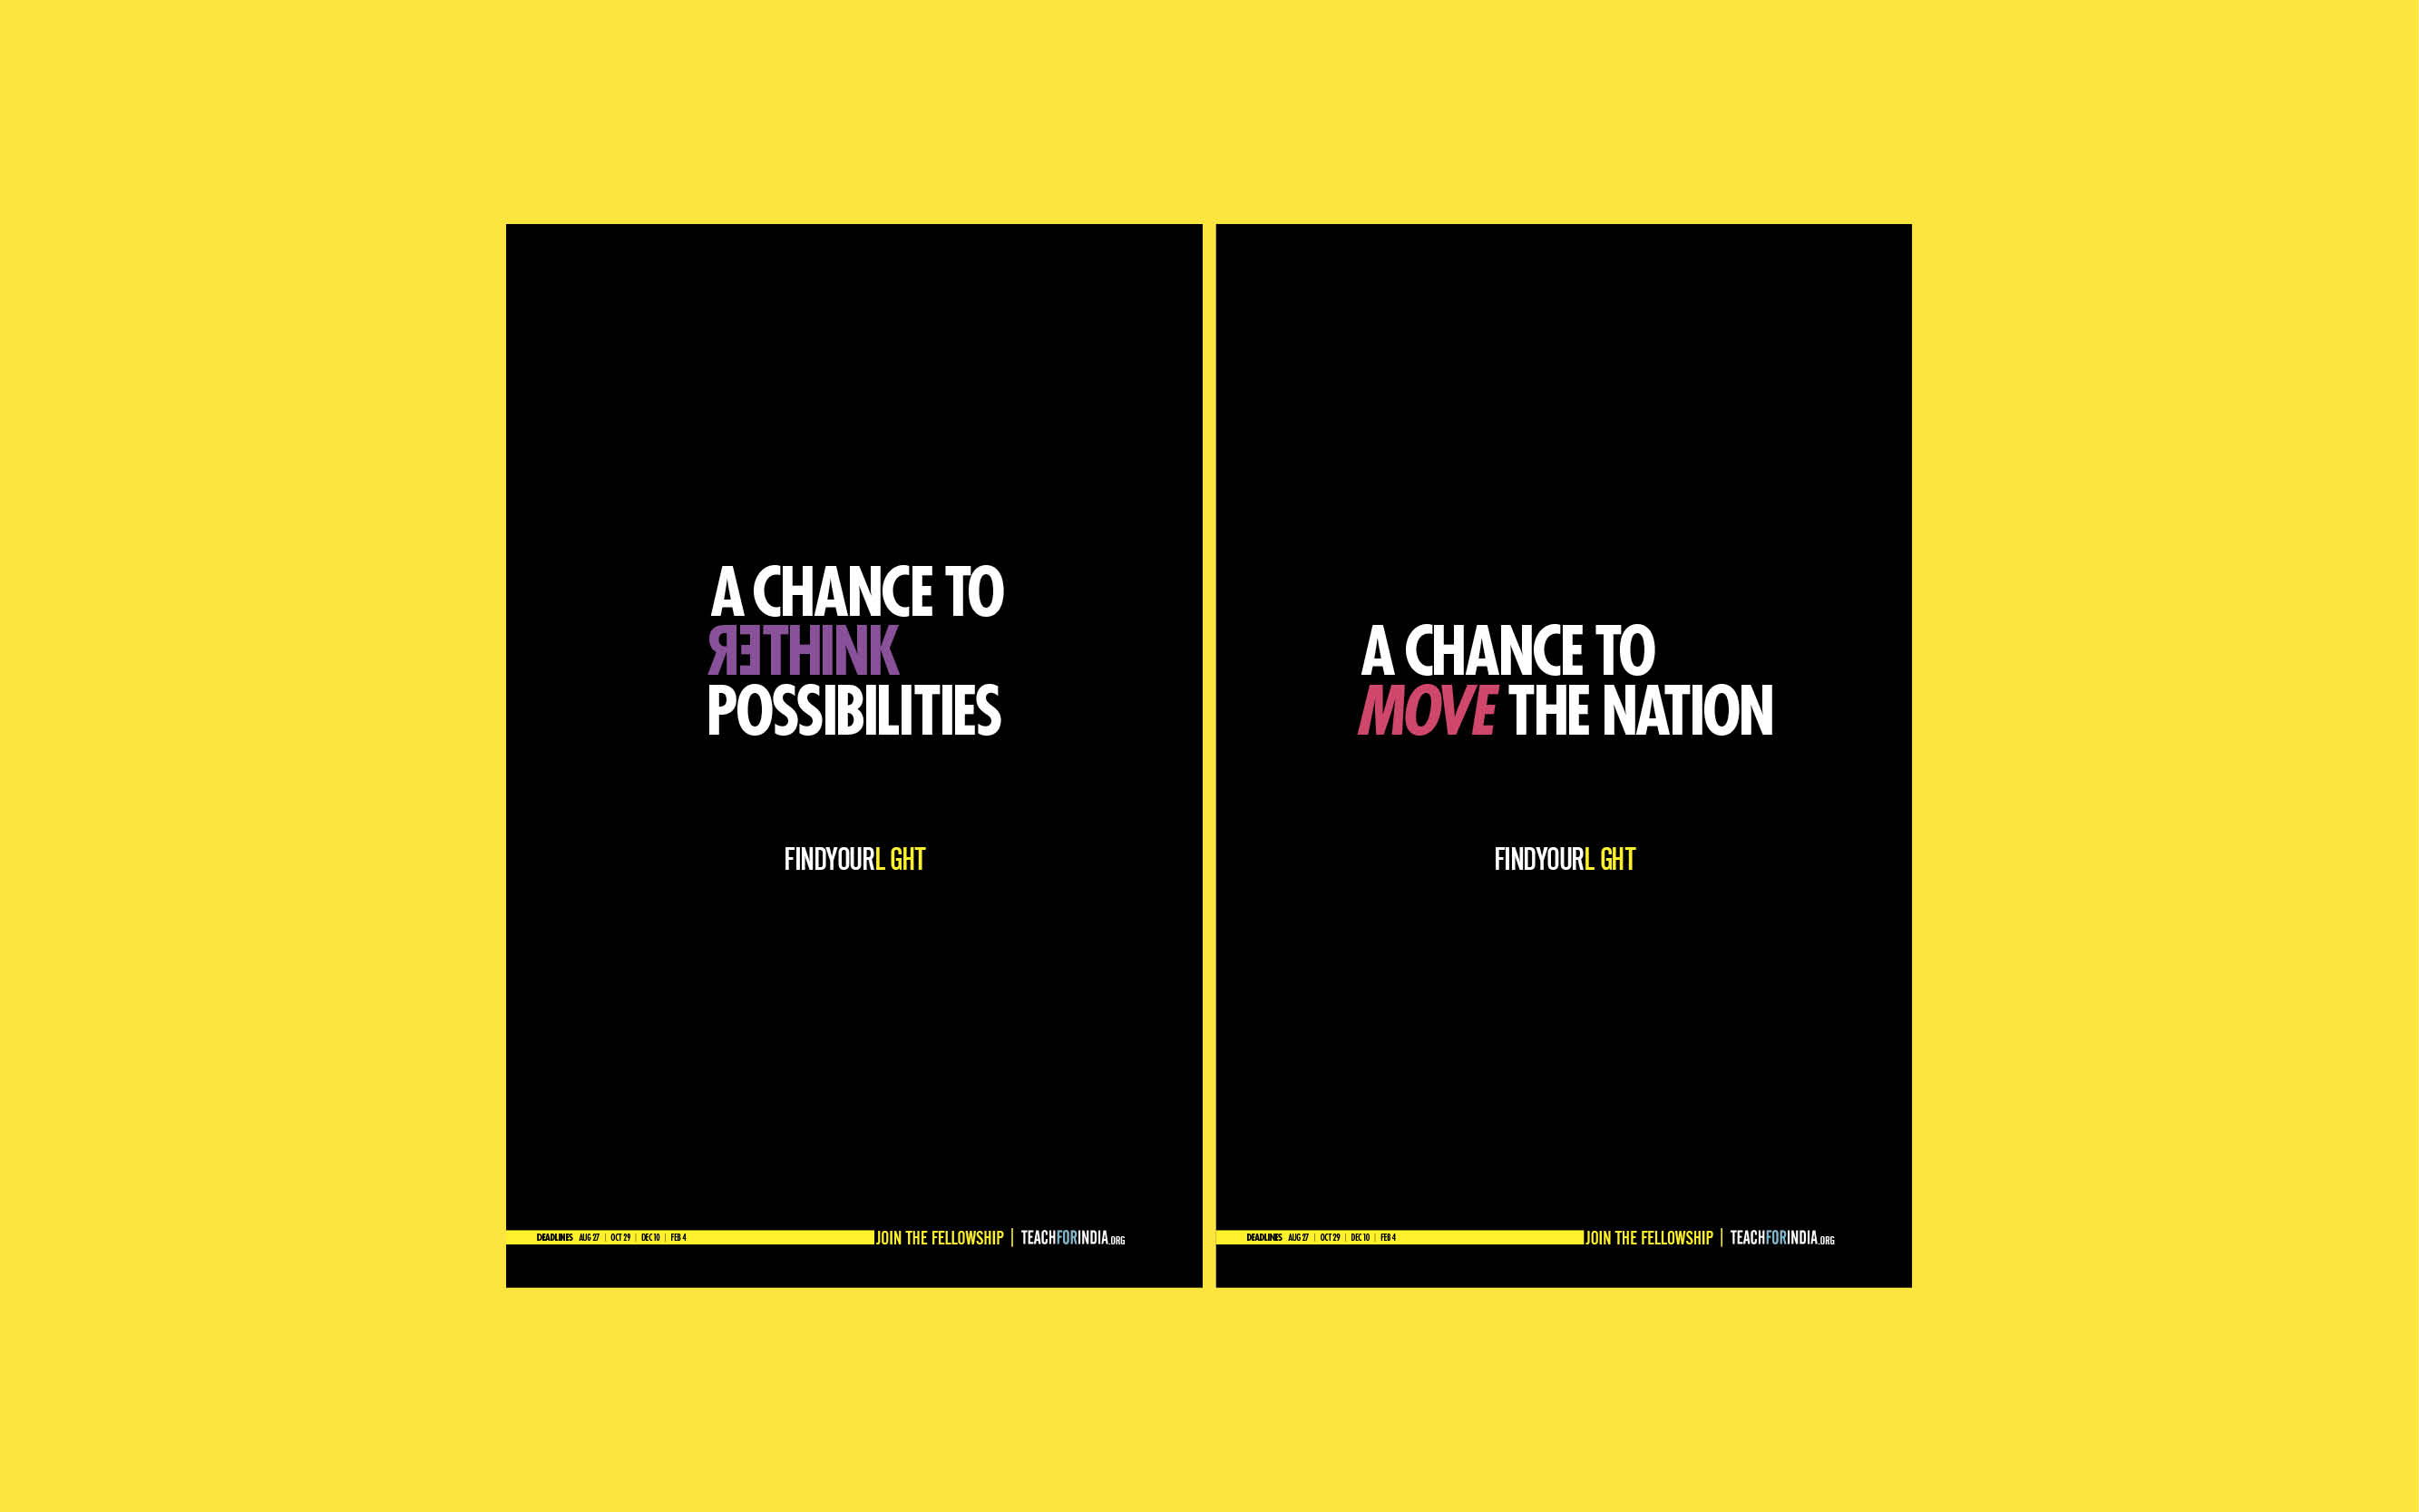 A CHANCE TO
RETHINK
POSSIBILITIES
FINDYOURL GHT
DEADLINES AUG 27 | OCT 29 | DEC 10 | FEB 4 JOIN THE FELLOWSHIP | TEACHFORINDIA.ORG
A CHANCE TO
MOVE THE NATION
FINDYOURL GHT
DEADLINES AUG 27 | OCT 29 | DEC 10 | FEB 4 JOIN THE FELLOWSHIP | TEACHFORINDIA.ORG